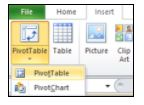 File Home Insert
PivotTable Table Picture Clip
Art
PivotTable
PivotChart